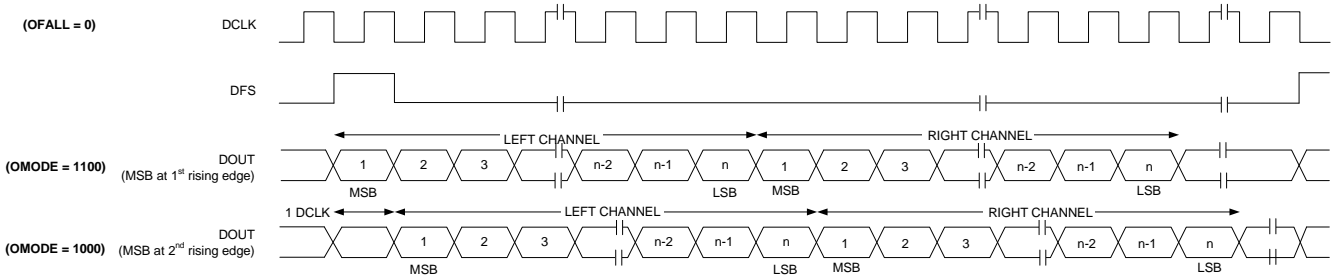 (OFALL = 0) DCLK
DFS
LEFT CHANNEL RIGHT CHANNEL
(OMODE = 1100) DOUT 1 2 3 n-2 n-1 n 1 2 3 n-2 n-1 n
(MSB at 1st rising edge)
MSB LSB MSB LSB
1 DCLK LEFT CHANNEL RIGHT CHANNEL
(OMODE = 1000) DOUT 1 2 3 n-2 n-1 n 1 2 3 n-2 n-1 n
(MSB at 2nd rising edge)
MSB LSB MSB LSB